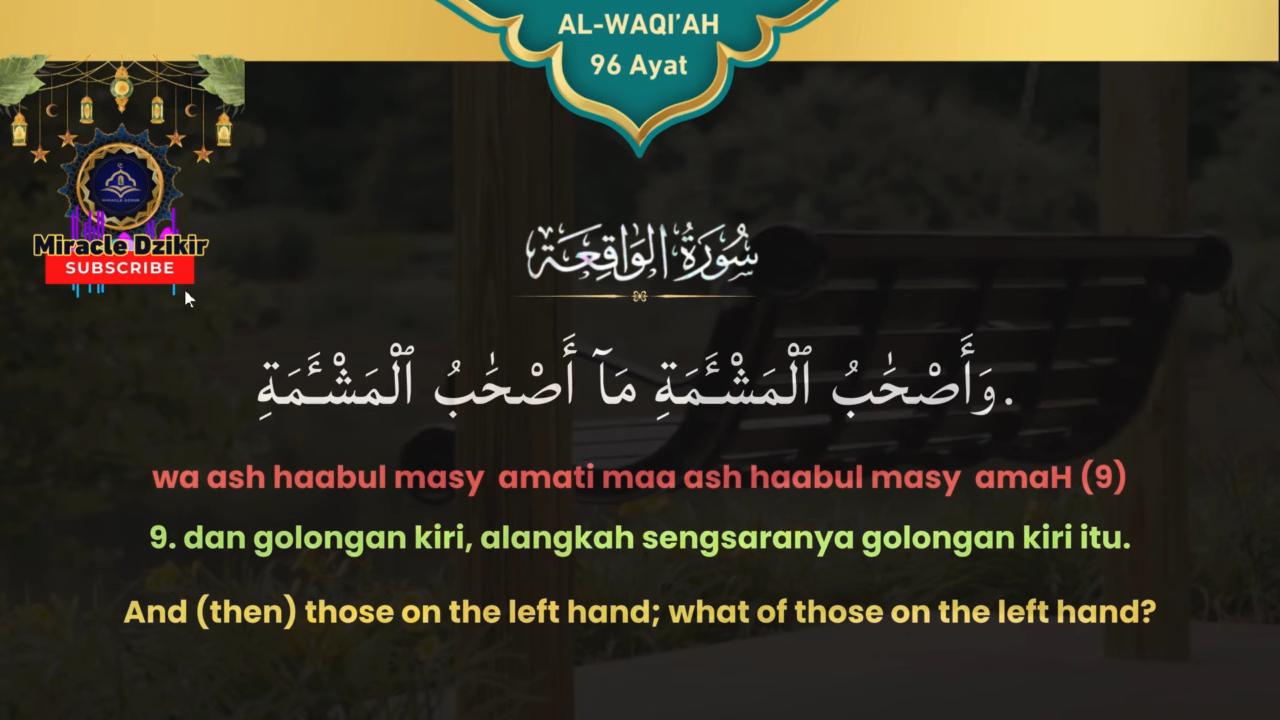 AL-WAQI'AH
96 Ayat
Miracle Dzikir
SUBSCRIBE
سُورَةُ الوَاقِعَة
وَأَصْحَٰبُ ٱلْمَشْـَٔمَةِ مَآ أَصْحَٰبُ ٱلْمَشْـَٔمَةِ.
wa ash haabul masy  amati maa ash haabul masy  amaH (9)
9. dan golongan kiri, alangkah sengsaranya golongan kiri itu.
And (then) those on the left hand; what of those on the left hand?